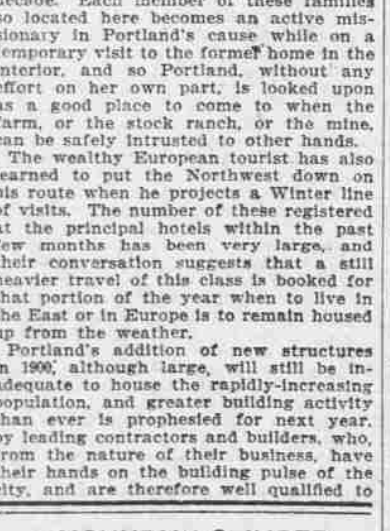 decade. Each member of these families
so located here becomes an active mis-
sionary in Portland's cause while on a
temporary visit to the former home in the
interior, and so Portland, without any
effort on her own part, is looked upon
as a good place to come to when the
farm, or the stock ranch, or the mine,
can be safely intrusted to other hands.
The wealthy European tourist has also
learned to put the Northwest down on
his route when he projects a Winter line
of visits. The number of these registered
at the principal hotels within the past
few months has been very large, and
their conversation suggests that a still
heavier travel of this class is booked for
that portion of the year when to live in
the East or in Europe is to remain housed
up from the weather.
Portland's addition of new structures
in 1900, although large, will still be in-
adequate to house the rapidly-increasing
population, and greater building activity
than ever is prophesied for next year,
by leading contractors and builders, who,
from the nature of their business, have
their hands on the building pulse of the
city, and are therefore well qualified to